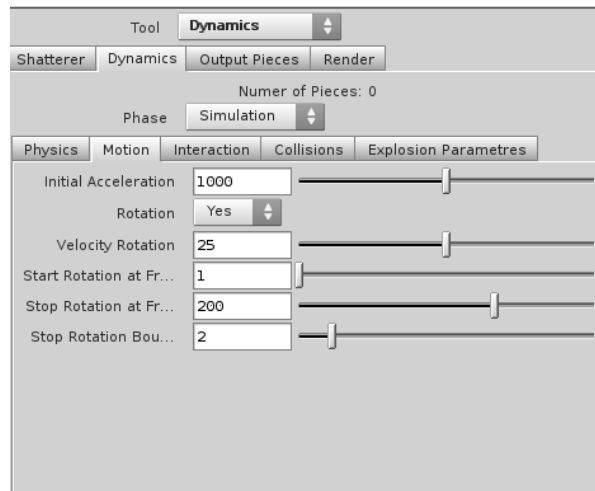 Tool Dynamics
Shatterer Dynamics Output Pieces Render
Numer of Pieces: 0
Phase Simulation
Physics Motion Interaction Collisions Explosion Parametres
Initial Acceleration 1000
Rotation Yes
Velocity Rotation 25
Start Rotation at Fr... 1
Stop Rotation at Fr... 200
Stop Rotation Bou... 2